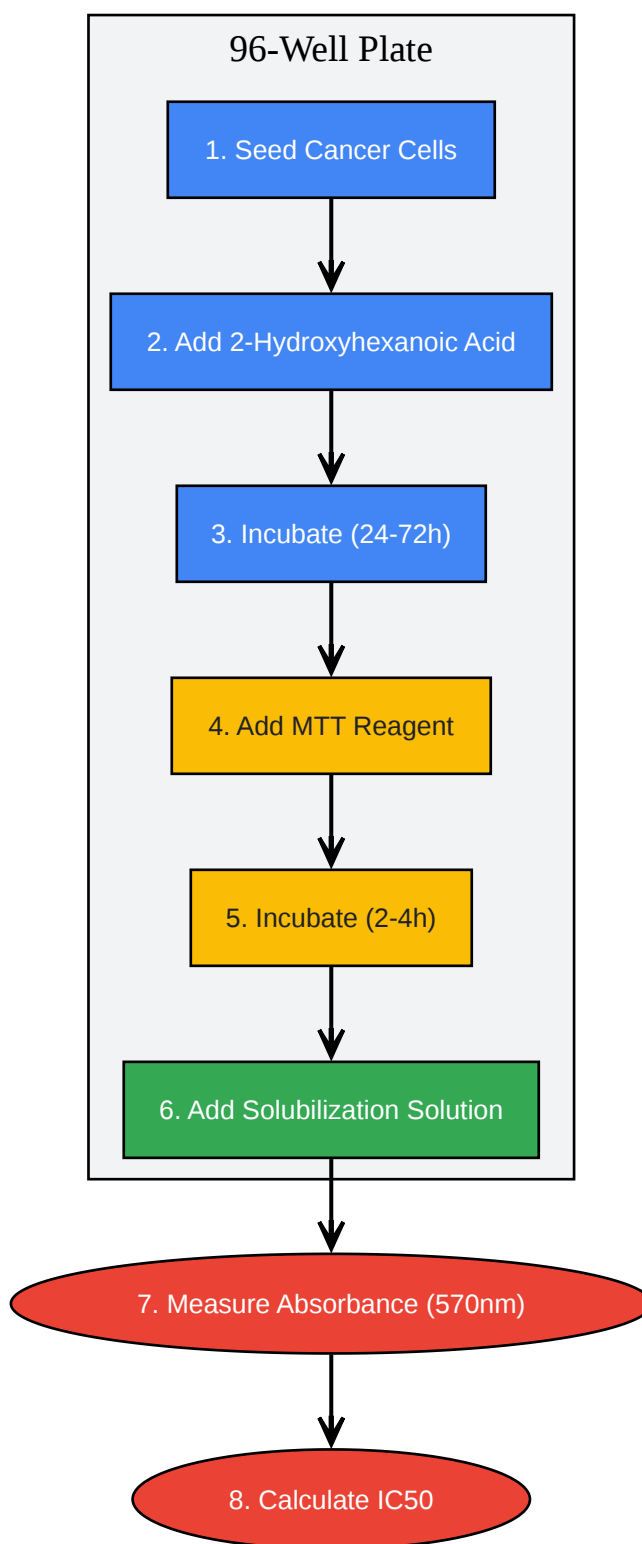 96-Well Plate
1. Seed Cancer Cells
2. Add 2-Hydroxyhexanoic Acid
3. Incubate (24-72h)
4. Add MTT Reagent
5. Incubate (2-4h)
6. Add Solubilization Solution
7. Measure Absorbance (570nm)
8. Calculate IC50